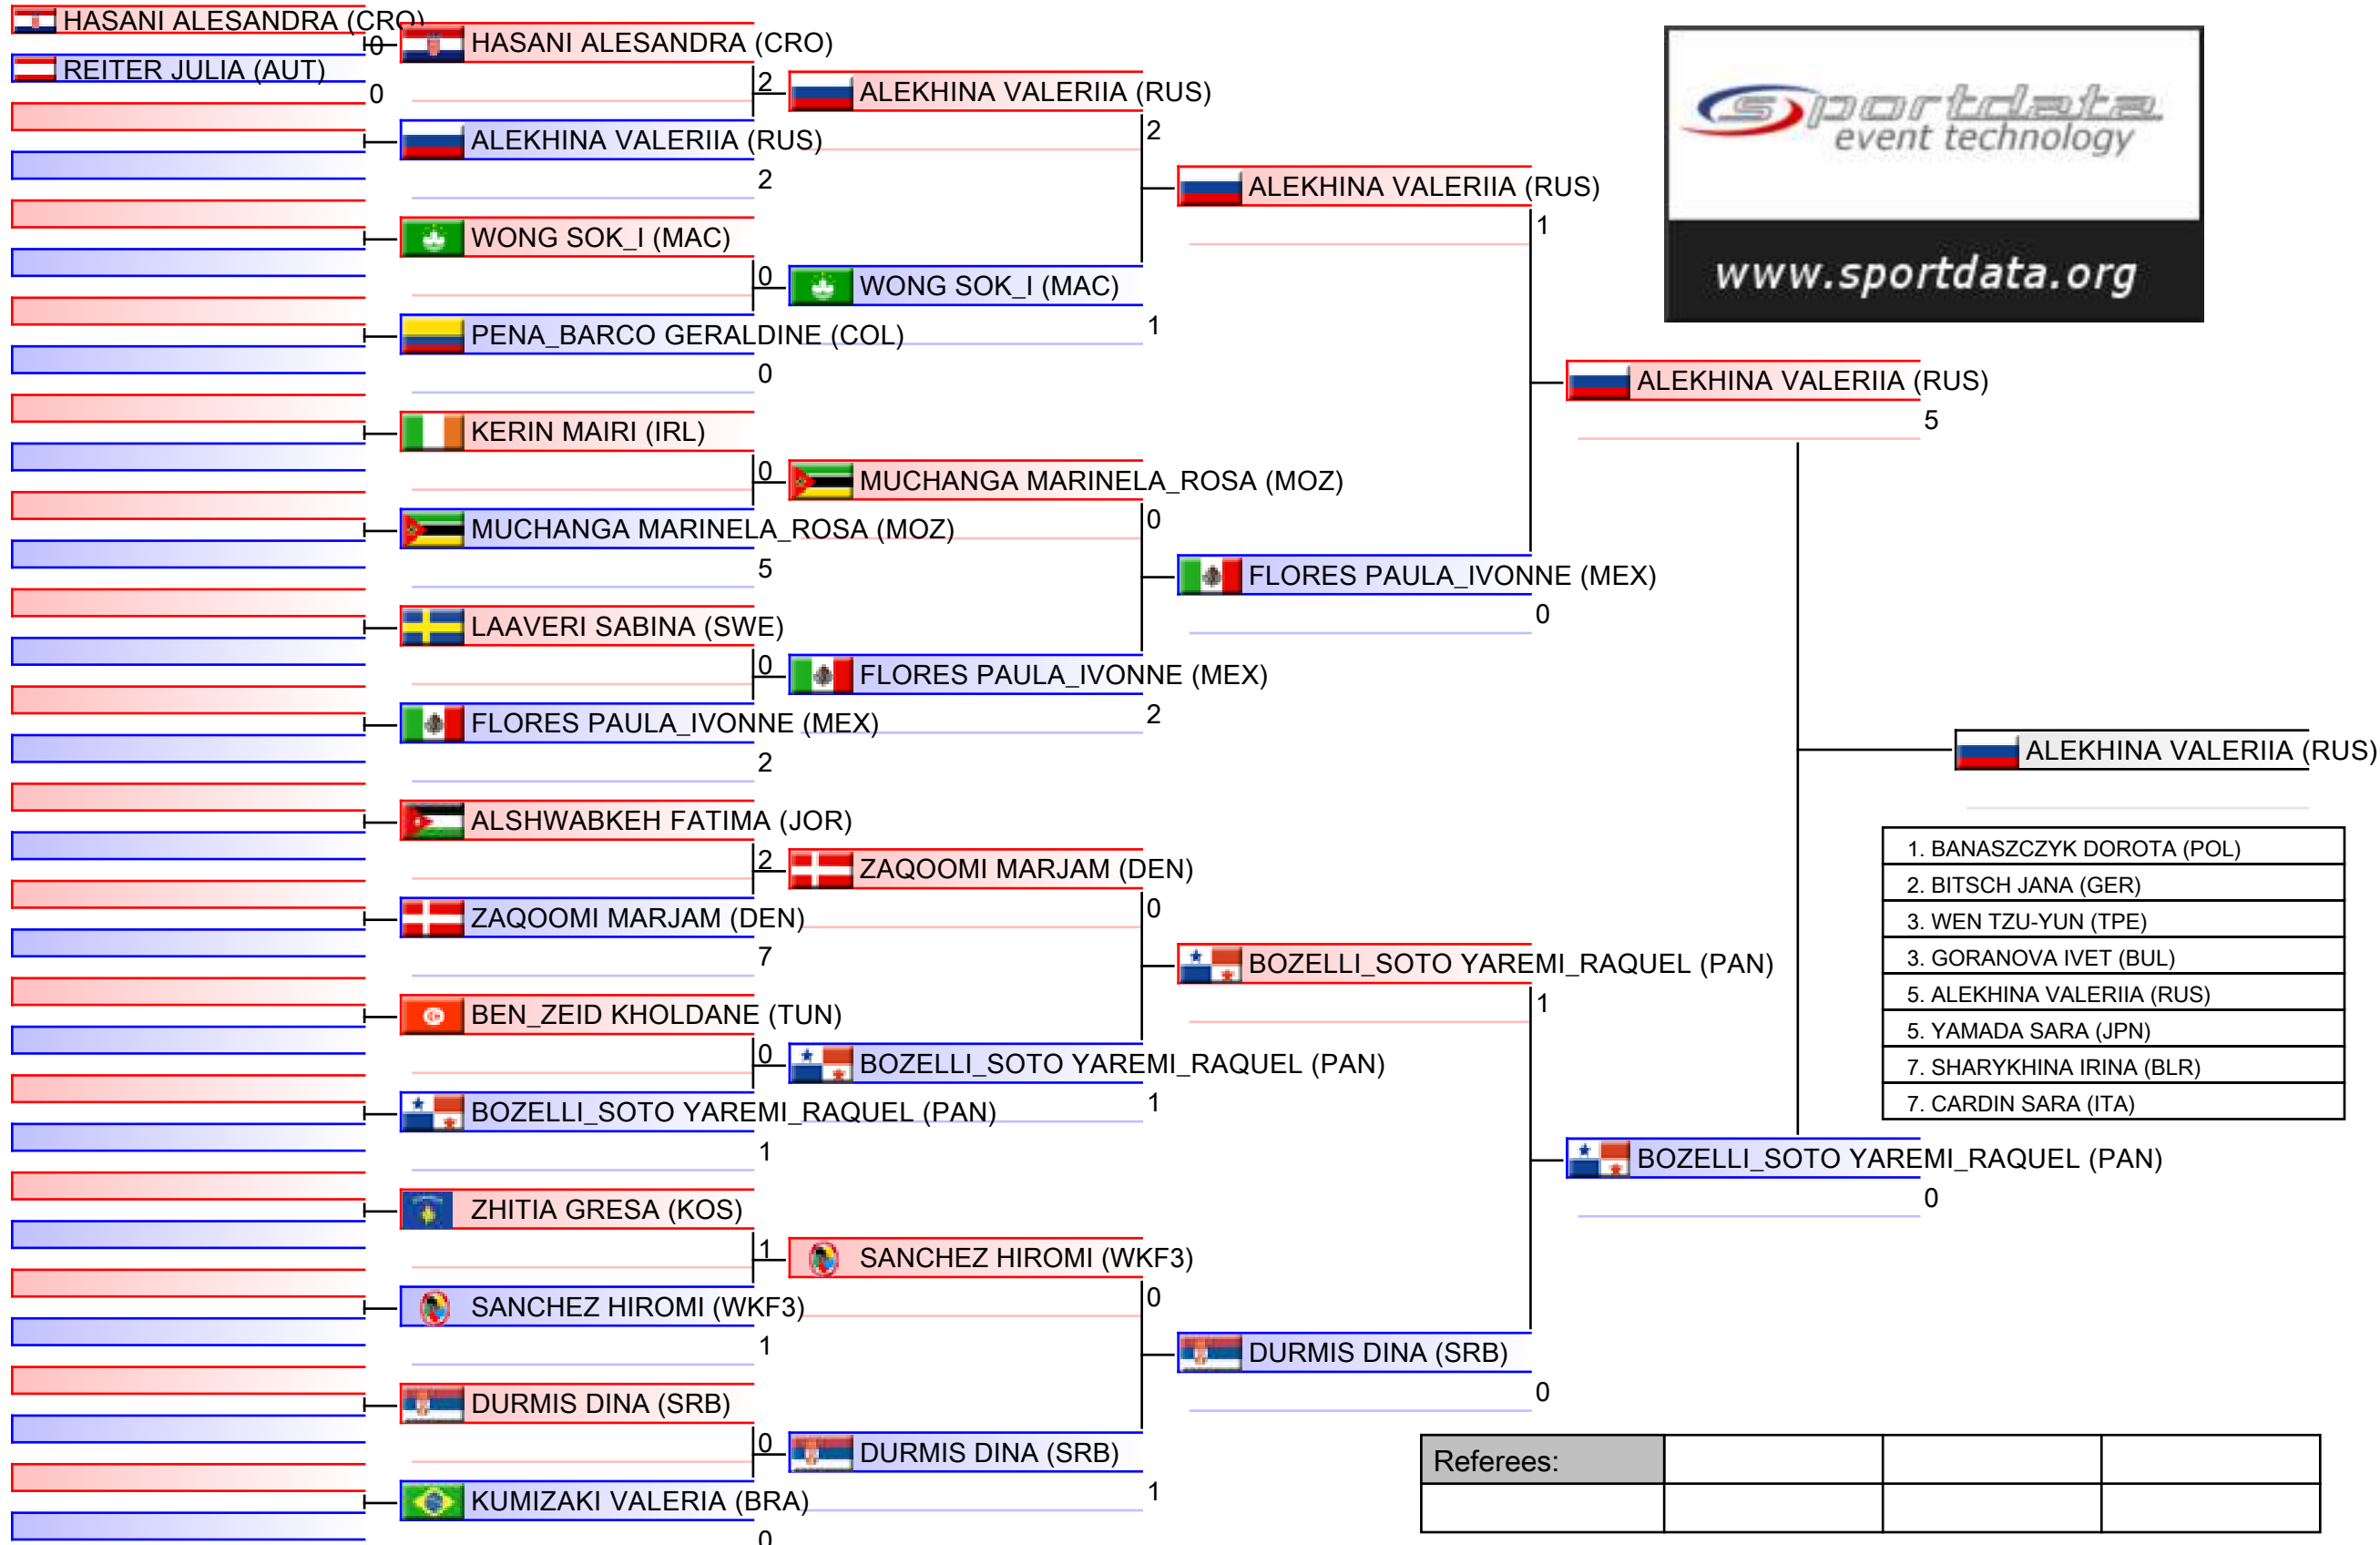 HASANI ALESANDRA (CRO)
0
REITER JULIA (AUT)
0
HASANI ALESANDRA (CRO)
2
ALEKHINA VALERIIA (RUS)
2
WONG SOK_I (MAC)
0
PENA_BARCO GERALDINE (COL)
0
KERIN MAIRI (IRL)
0
MUCHANGA MARINELA_ROSA (MOZ)
5
LAAVERI SABINA (SWE)
0
FLORES PAULA_IVONNE (MEX)
2
ALSHWABKEH FATIMA (JOR)
2
ZAQOOMI MARJAM (DEN)
7
BEN_ZEID KHOLDANE (TUN)
0
BOZELLI_SOTO YAREMI_RAQUEL (PAN)
1
ZHITIA GRESA (KOS)
1
SANCHEZ HIROMI (WKF3)
1
DURMIS DINA (SRB)
0
KUMIZAKI VALERIA (BRA)
0
ALEKHINA VALERIIA (RUS)
2
WONG SOK_I (MAC)
1
MUCHANGA MARINELA_ROSA (MOZ)
0
FLORES PAULA_IVONNE (MEX)
2
ZAQOOMI MARJAM (DEN)
0
BOZELLI_SOTO YAREMI_RAQUEL (PAN)
1
SANCHEZ HIROMI (WKF3)
0
DURMIS DINA (SRB)
1
ALEKHINA VALERIIA (RUS)
1
FLORES PAULA_IVONNE (MEX)
0
BOZELLI_SOTO YAREMI_RAQUEL (PAN)
1
DURMIS DINA (SRB)
0
ALEKHINA VALERIIA (RUS)
5
BOZELLI_SOTO YAREMI_RAQUEL (PAN)
0
ALEKHINA VALERIIA (RUS)
sportdata
event technology
www.sportdata.org
1. BANASZCZYK DOROTA (POL)
2. BITSCH JANA (GER)
3. WEN TZU-YUN (TPE)
3. GORANOVA IVET (BUL)
5. ALEKHINA VALERIIA (RUS)
5. YAMADA SARA (JPN)
7. SHARYKHINA IRINA (BLR)
7. CARDIN SARA (ITA)
Referees: